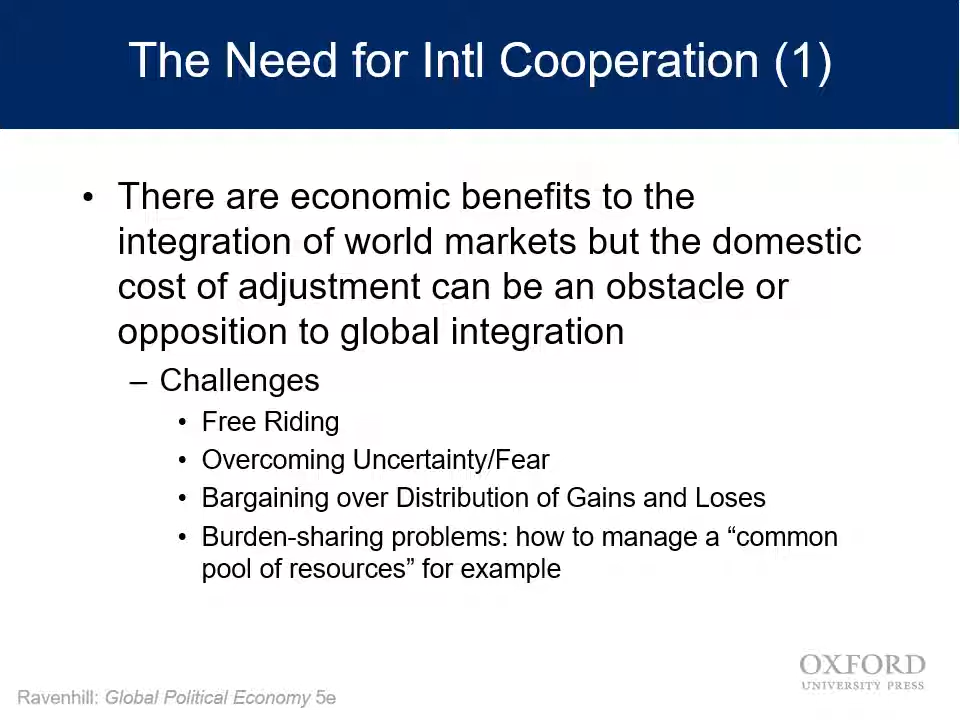 The Need for Intl Cooperation (1)
• There are economic benefits to the
integration of world markets but the domestic
cost of adjustment can be an obstacle or
opposition to global integration
– Challenges
• Free Riding
• Overcoming Uncertainty/Fear
• Bargaining over Distribution of Gains and Loses
• Burden-sharing problems: how to manage a “common
pool of resources” for example
OXFORD
UNIVERSITY PRESS
Ravenhill: Global Political Economy 5e